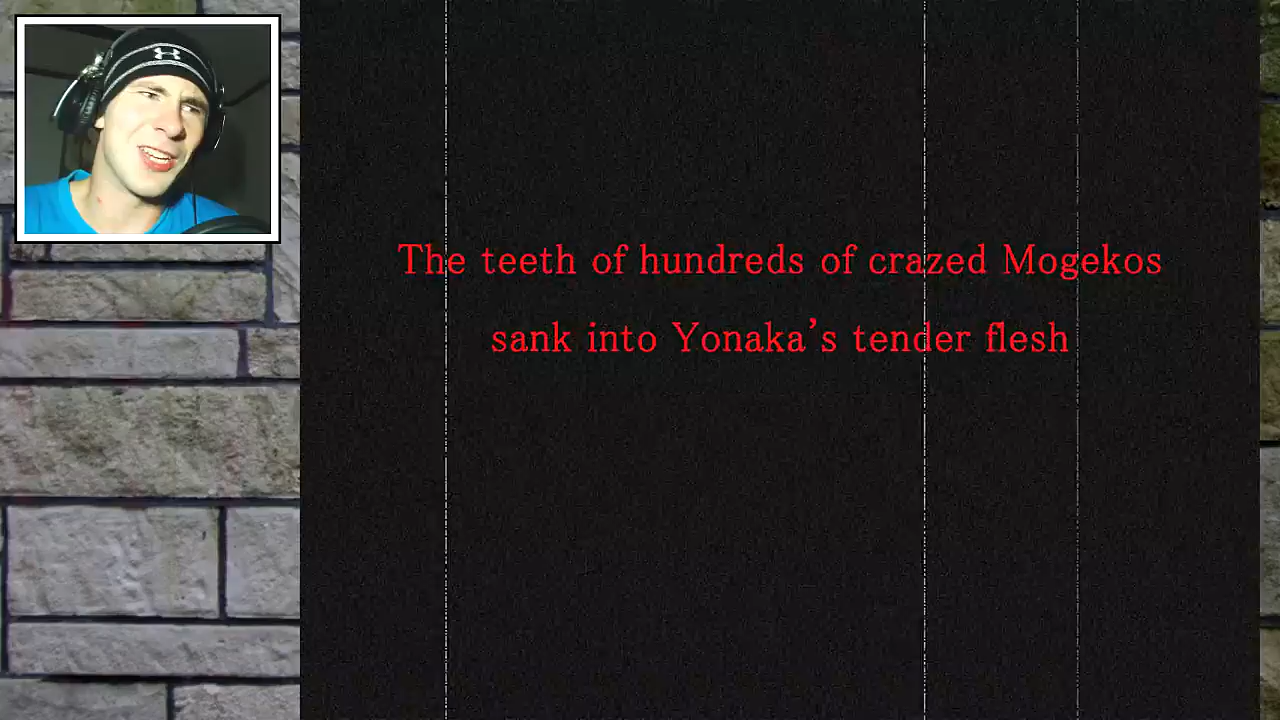 The teeth of hundreds of crazed Mogekos
sank into Yonaka's tender flesh